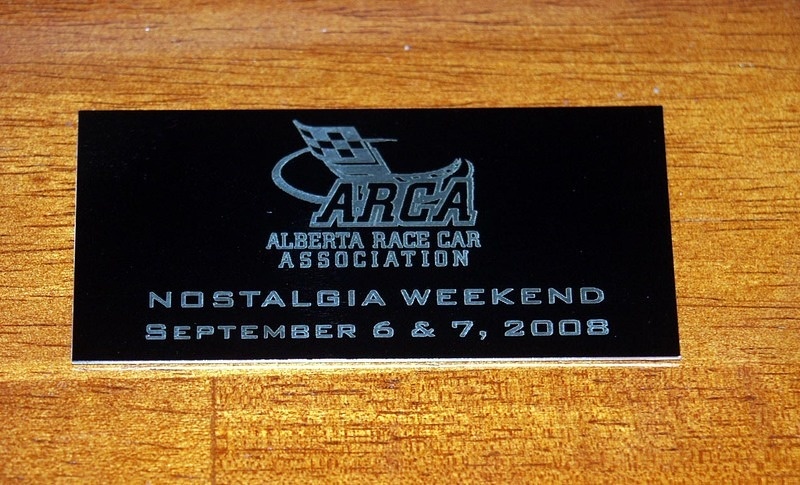 ARCA
ALBERTA RACE CAR
ASSOCIATION
NOSTALGIA WEEKEND
SEPTEMBER 6 & 7, 2008